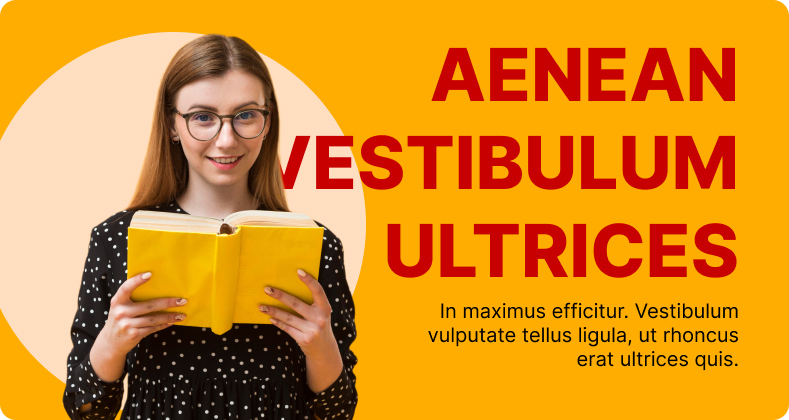 AENEAN
VESTIBULUM
ULTRICES
In maximus efficitur. Vestibulum
vulputate tellus ligula, ut rhoncus
erat ultrices quis.